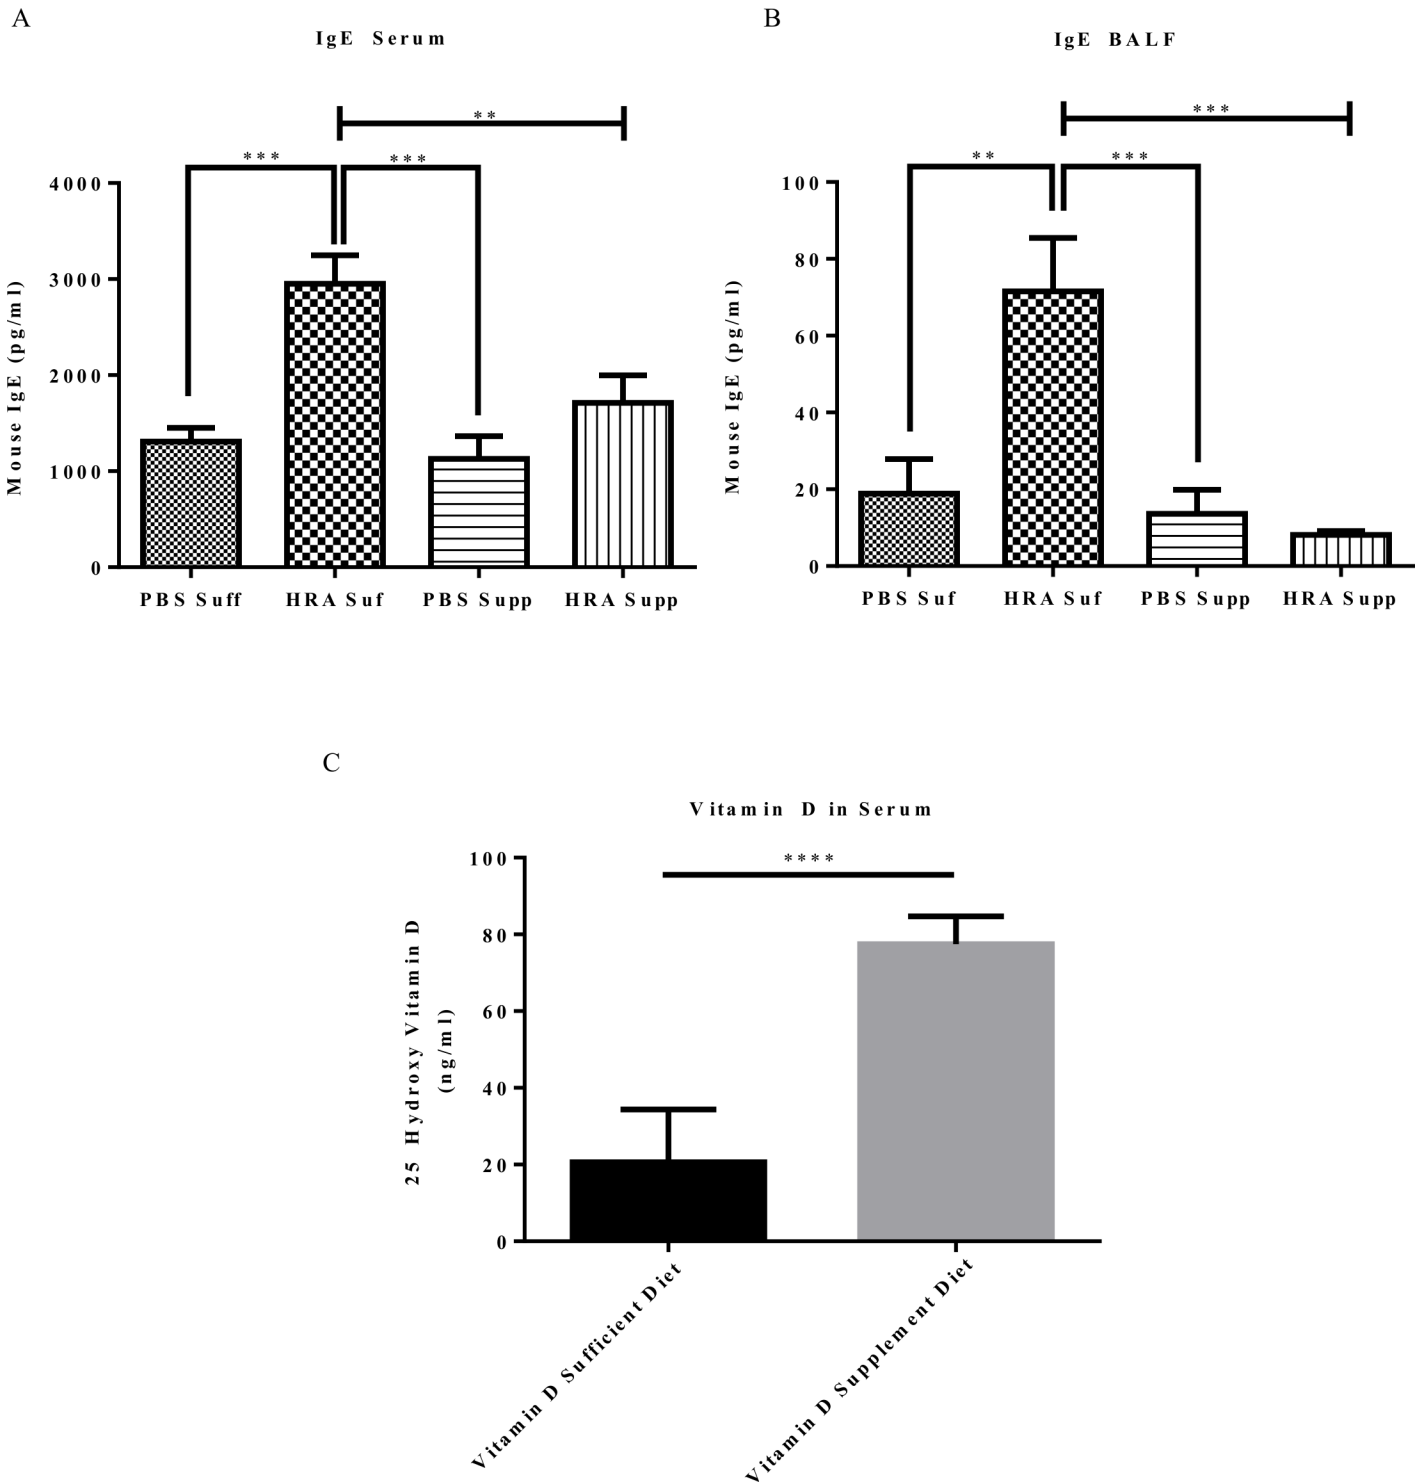 A
IgE Serum
**
***
***
4000
3000
2000
1000
0
Mouse IgE (pg/ml)
PBS Suff
HRA Suf
PBS Supp
HRA Supp
B
IgE BALF
***
**
***
100
80
60
40
20
0
Mouse IgE (pg/ml)
PBS Suf
HRA Suf
PBS Supp
HRA Supp
C
Vitamin D in Serum
****
100
80
60
40
20
0
25 Hydroxy Vitamin D
(ng/ml)
Vitamin D Sufficient Diet
Vitamin D Supplement Diet